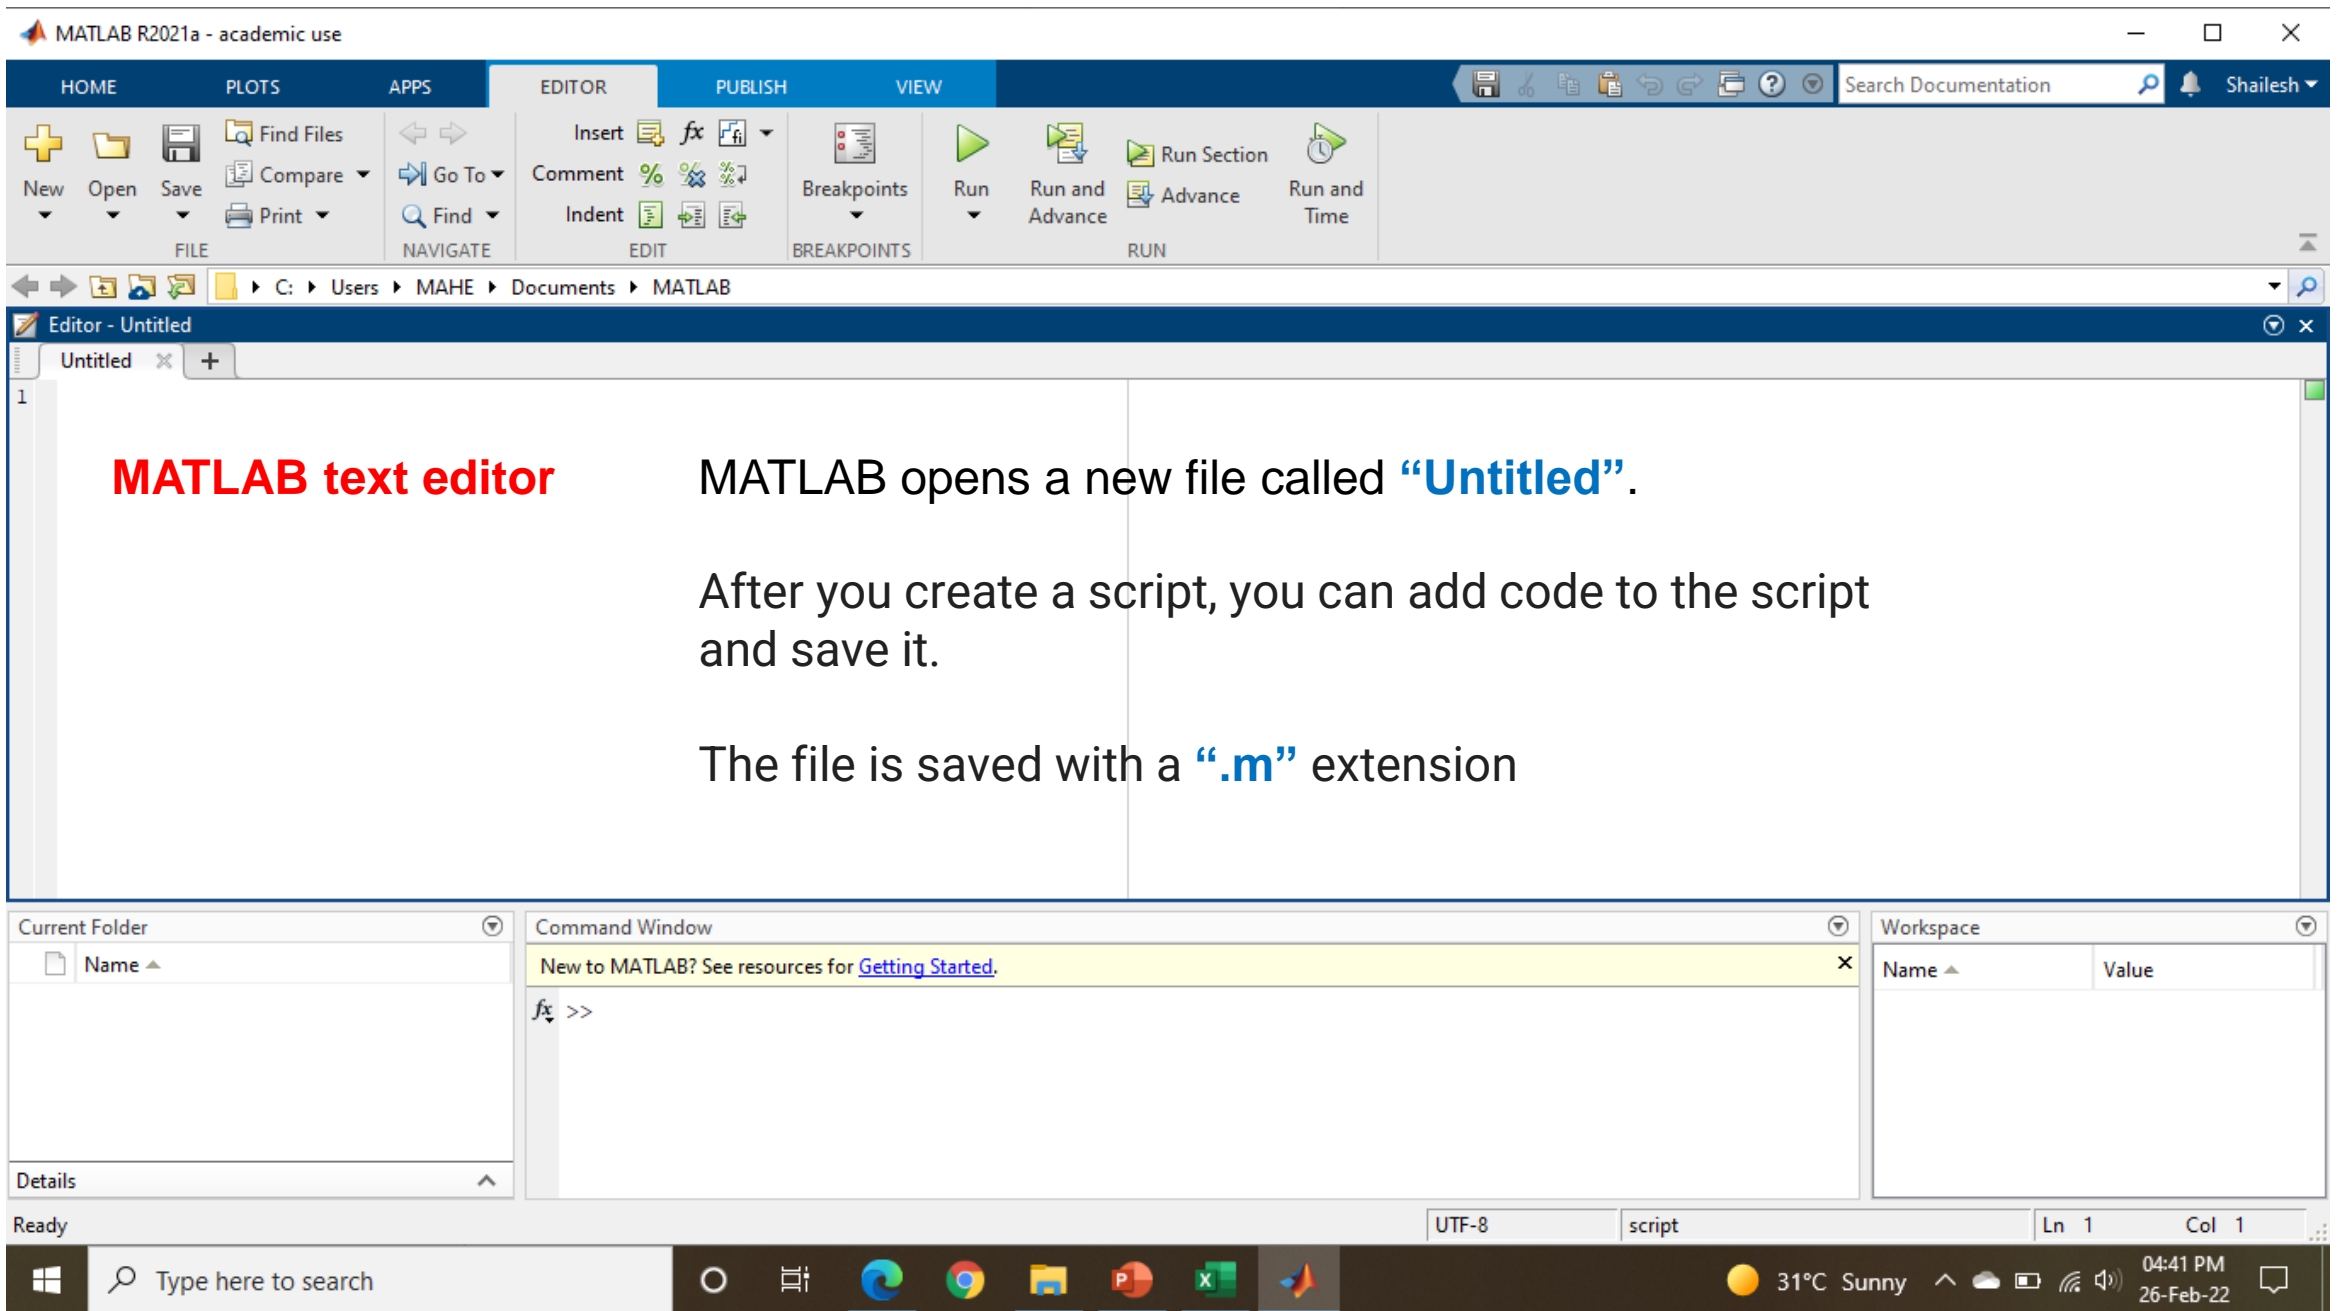 MATLAB R2021a - academic use
HOME PLOTS APPS EDITOR PUBLISH VIEW Search Documentation Shailesh
Find Files Insert fx
Compare Go To Comment Run Section
New Open Save Breakpoints Run Run and Advance Run and
Print Find Indent Advance Time
FILE NAVIGATE EDIT BREAKPOINTS RUN
C: Users MAHE Documents MATLAB
Editor - Untitled
Untitled +
1
MATLAB text editor
MATLAB opens a new file called “Untitled”.
After you create a script, you can add code to the script
and save it.
The file is saved with a “.m” extension
Current Folder
Name
Details
Command Window
New to MATLAB? See resources for Getting Started.
fx >>
Workspace
Name Value
Ready UTF-8 script Ln 1 Col 1
Type here to search 31°C Sunny 04:41 PM
26-Feb-22